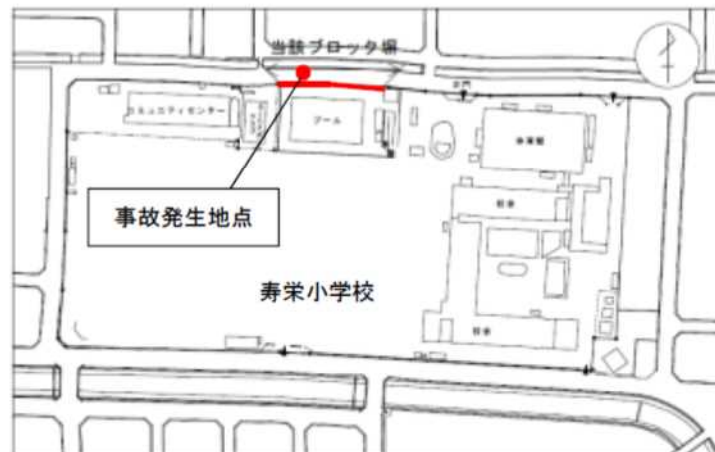 当該ブロック塀
正門
コミュニティセンター
プール
体育館
事故発生地点
校舎
寿栄小学校
校舎